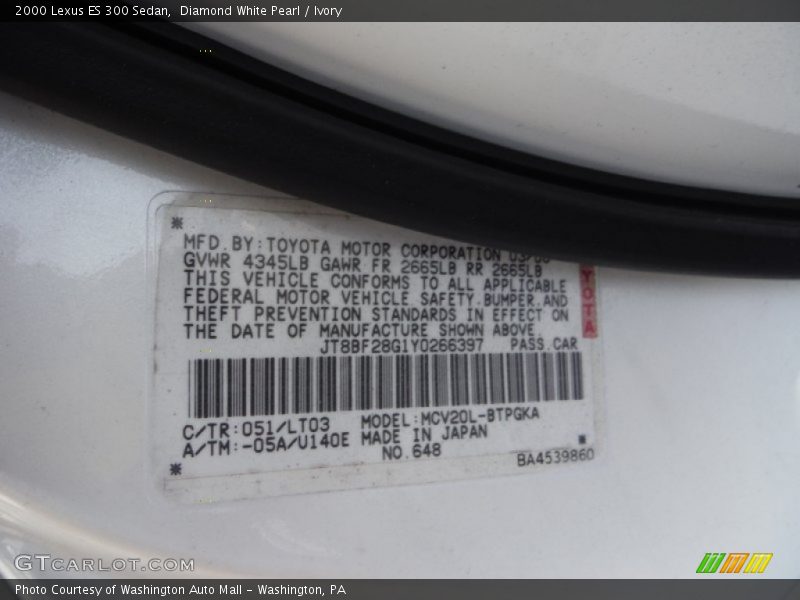 2000 Lexus ES 300 Sedan, Diamond White Pearl / Ivory
MFD.BY:TOYOTA MOTOR CORPORATION
GVWR 4345LB GAWR FR 2665LB RR 2665LB
THIS VEHICLE CONFORMS TO ALL APPLICABLE
FEDERAL MOTOR VEHICLE SAFETY.BUMPER.AND
THEFT PREVENTION STANDARDS IN EFFECT ON
THE DATE OF MANUFACTURE SHOWN ABOVE.
JT8BF28G1Y0266397 PASS.CAR
C/TR:051/LT03 MODEL:MCV20L-BTPGKA
A/TM:-05A/U140E MADE IN JAPAN
NO.648
BA4539860
TOYOTA
GTCARLOT.COM
Photo Courtesy of Washington Auto Mall - Washington, PA